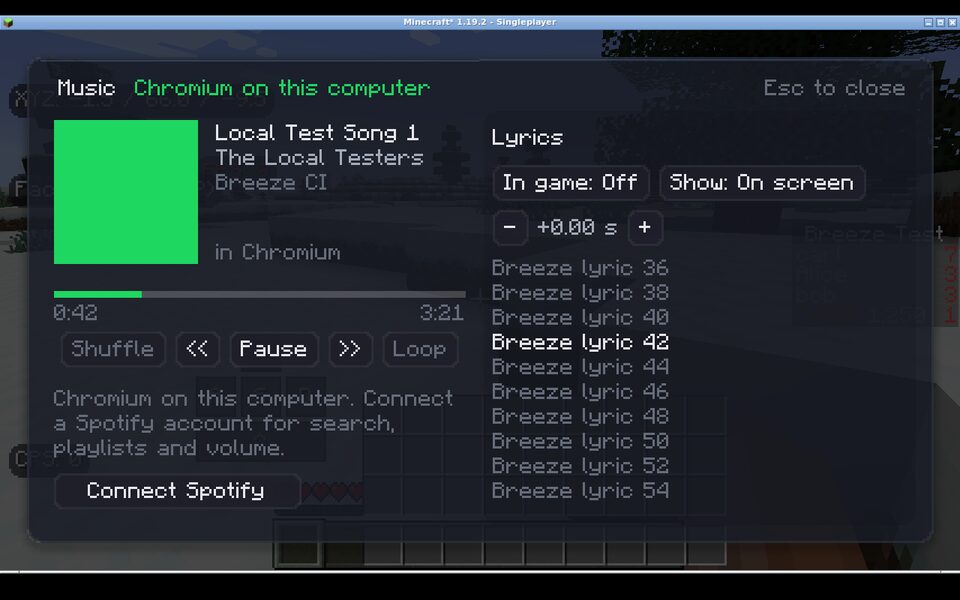 Minecraft* 1.19.2 - Singleplayer
Music Chromium on this computer
Esc to close
Local Test Song 1
The Local Testers
Breeze CI
in Chromium
0:42
3:21
Shuffle << Pause >> Loop
Chromium on this computer. Connect
a Spotify account for search,
playlists and volume.
Connect Spotify
Lyrics
In game: Off
Show: On screen
- +0.00 s +
Breeze lyric 36
Breeze lyric 38
Breeze lyric 40
Breeze lyric 42
Breeze lyric 44
Breeze lyric 46
Breeze lyric 48
Breeze lyric 50
Breeze lyric 52
Breeze lyric 54
Breeze Test